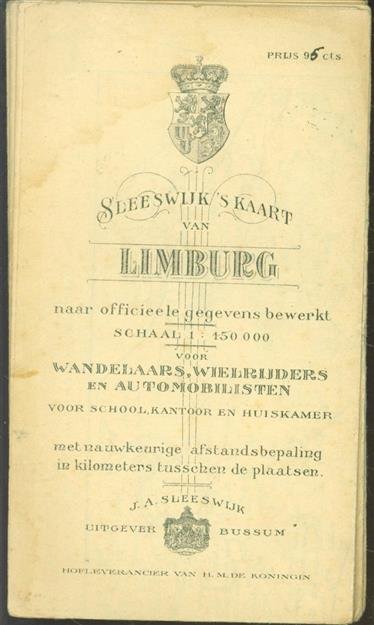 PRIJS 95 cts
SLEESWIJK'S KAART
VAN
LIMBURG
naar officieele gegevens bewerkt
SCHAAL 1 : 150 000
VOOR
WANDELAARS, WIELRIJDERS
EN AUTOMOBILISTEN
VOOR SCHOOL, KANTOOR EN HUISKAMER
met nauwkeurige afstandsbepaling
in kilometers tusschen de plaatsen.
J. A. SLEESWIJK
UITGEVER BUSSUM
HOFLEVERANCIER VAN H. M. DE KONINGIN